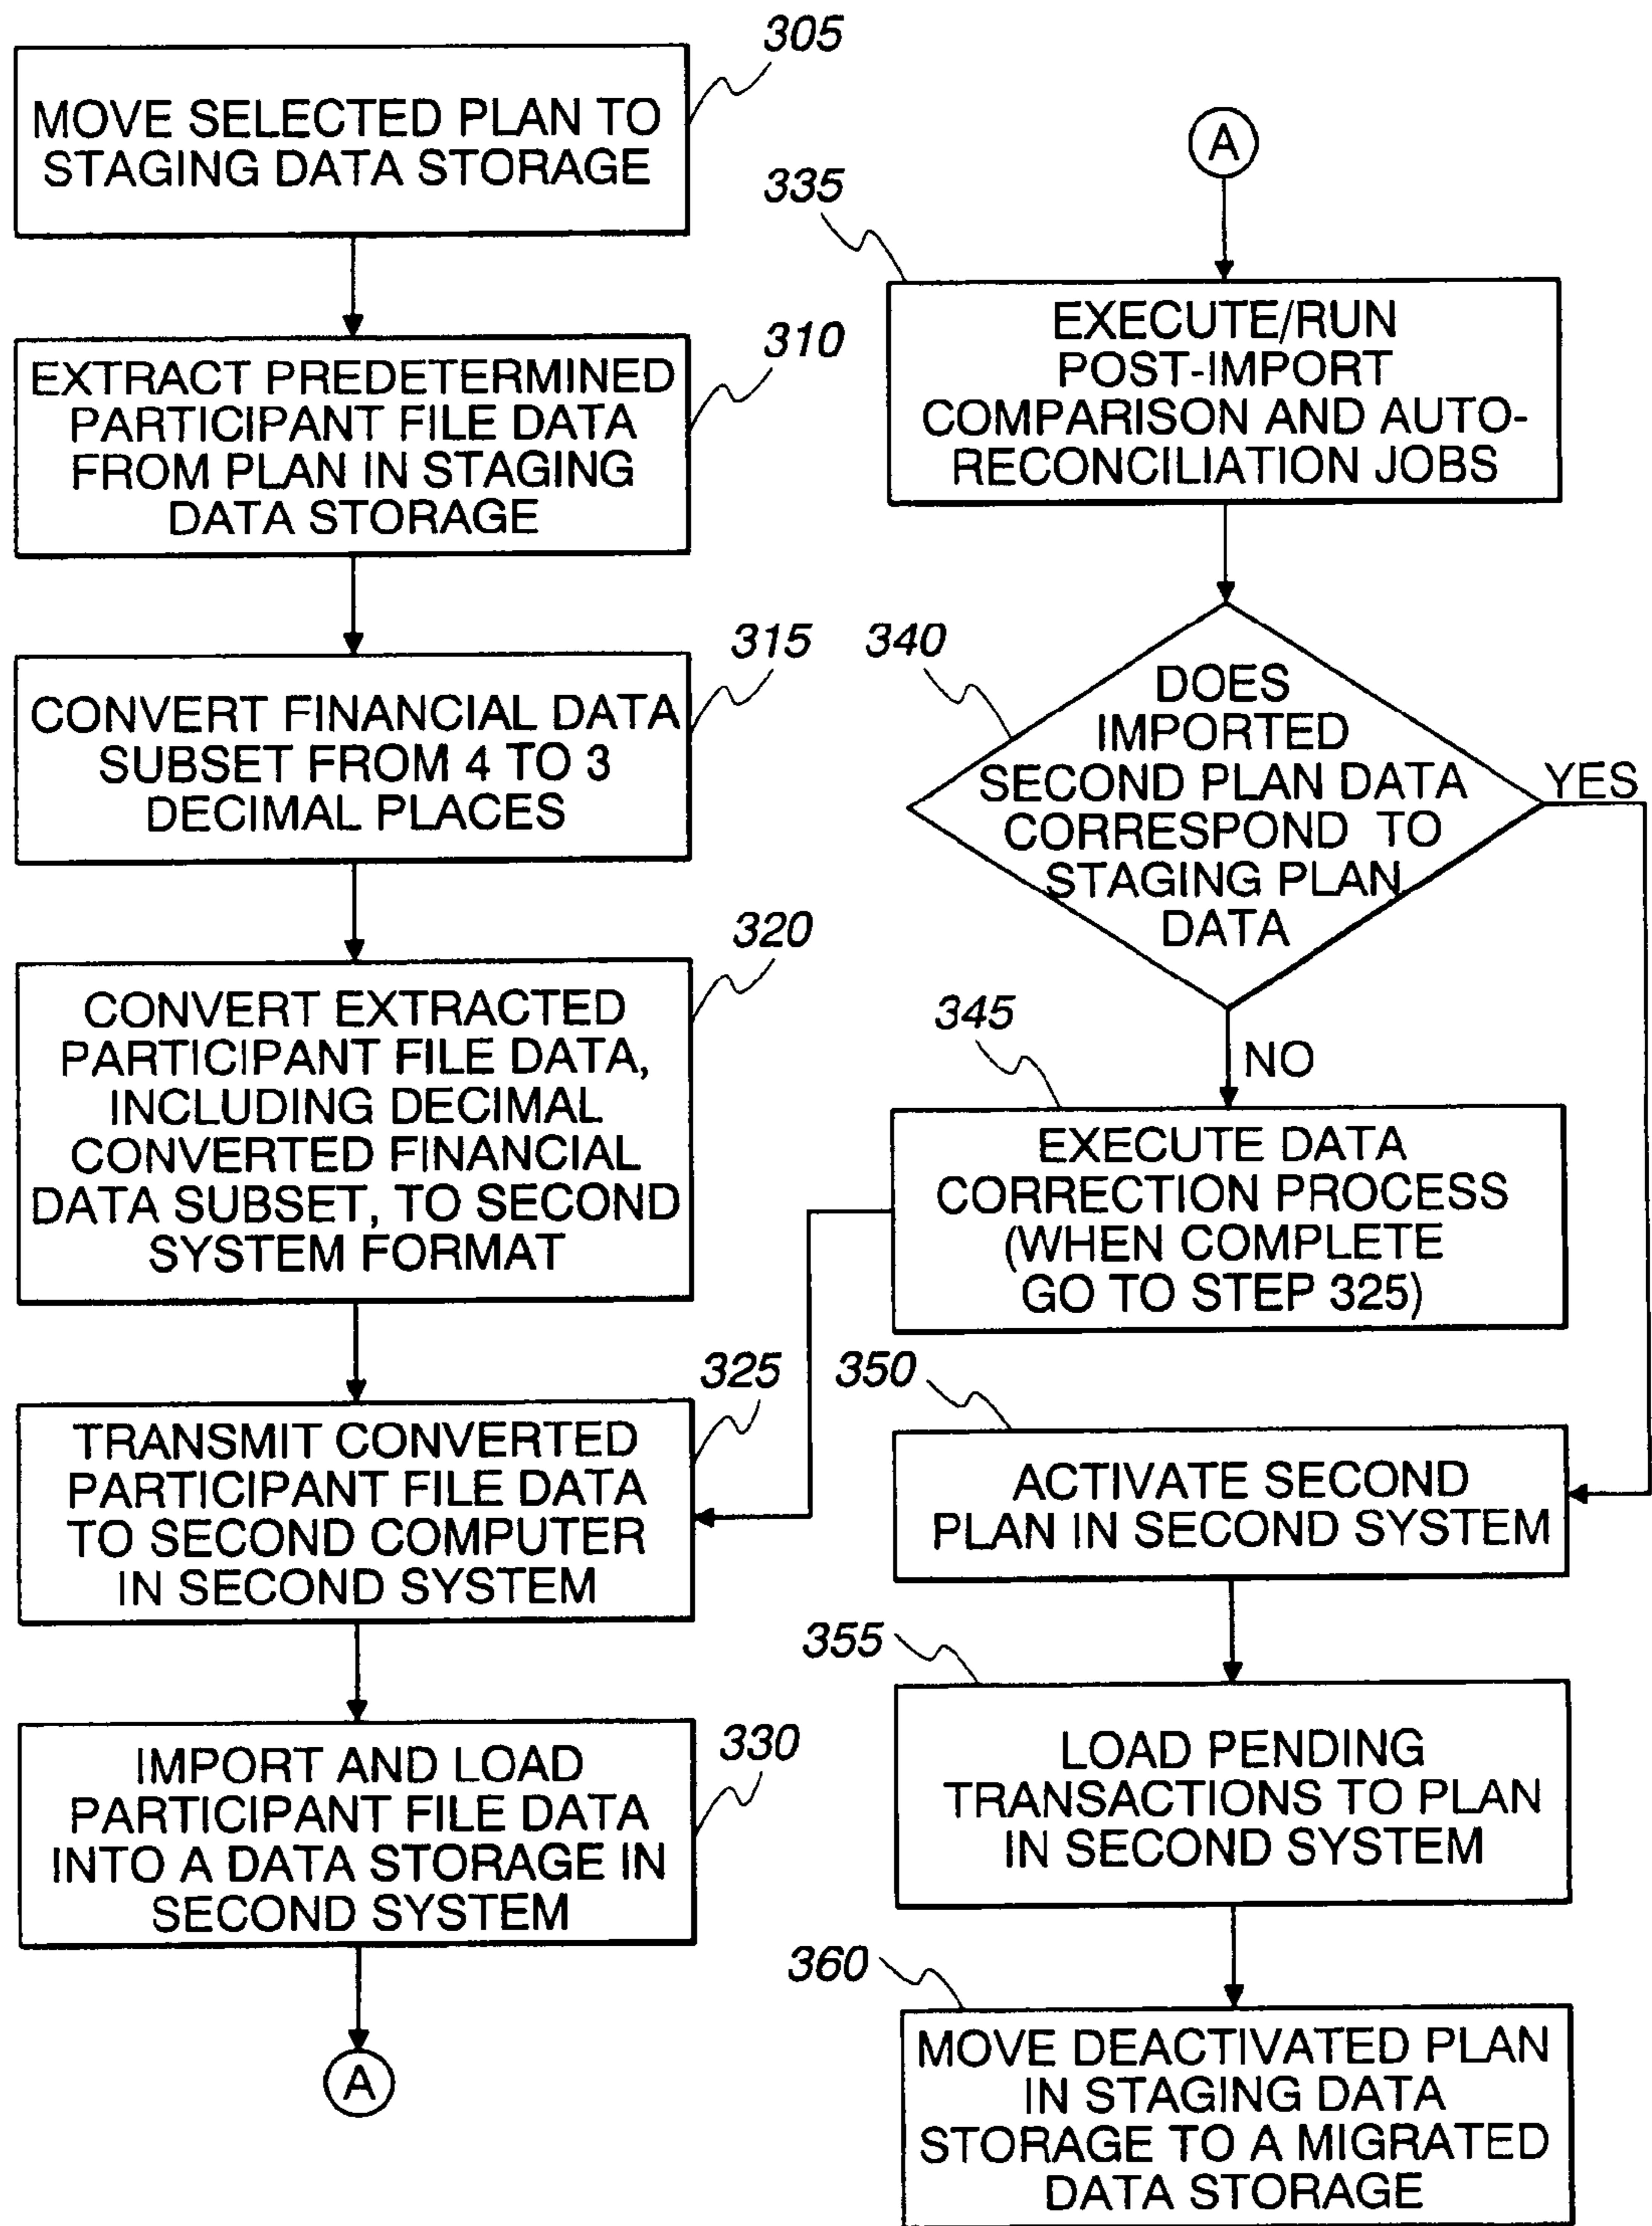 305
MOVE SELECTED PLAN TO
STAGING DATA STORAGE
310
EXTRACT PREDETERMINED
PARTICIPANT FILE DATA
FROM PLAN IN STAGING
DATA STORAGE
315
CONVERT FINANCIAL DATA
SUBSET FROM 4 TO 3
DECIMAL PLACES
320
CONVERT EXTRACTED
PARTICIPANT FILE DATA,
INCLUDING DECIMAL
CONVERTED FINANCIAL
DATA SUBSET, TO SECOND
SYSTEM FORMAT
325
TRANSMIT CONVERTED
PARTICIPANT FILE DATA
TO SECOND COMPUTER
IN SECOND SYSTEM
330
IMPORT AND LOAD
PARTICIPANT FILE DATA
INTO A DATA STORAGE IN
SECOND SYSTEM
A
A
335
EXECUTE/RUN
POST-IMPORT
COMPARISON AND AUTO-
RECONCILIATION JOBS
340
DOES
IMPORTED
SECOND PLAN DATA
CORRESPOND TO
STAGING PLAN
DATA
YES
NO
345
EXECUTE DATA
CORRECTION PROCESS
(WHEN COMPLETE
GO TO STEP 325)
350
ACTIVATE SECOND
PLAN IN SECOND SYSTEM
355
LOAD PENDING
TRANSACTIONS TO PLAN
IN SECOND SYSTEM
360
MOVE DEACTIVATED PLAN
IN STAGING DATA
STORAGE TO A MIGRATED
DATA STORAGE